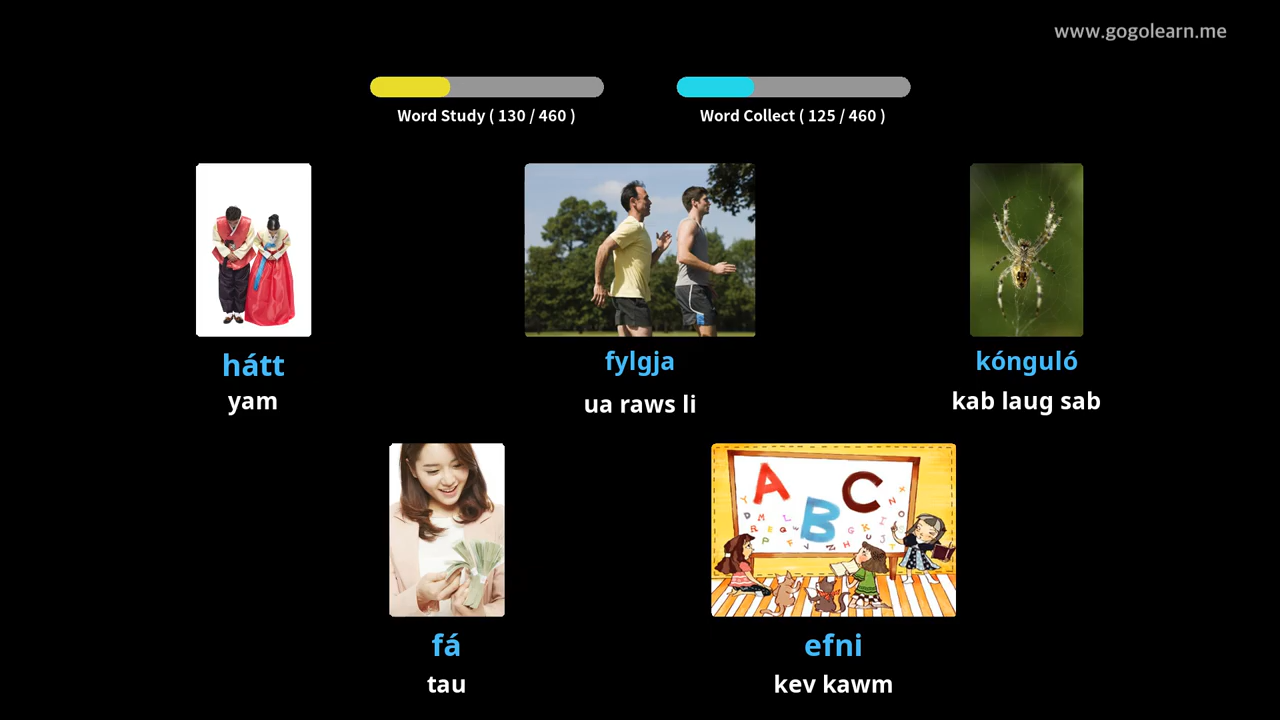 www.gogolearn.me
Word Study ( 130 / 460 )
Word Collect ( 125 / 460 )
hátt
yam
fylgja
ua raws li
kónguló
kab laug sab
A B C
fá
tau
efni
kev kawm